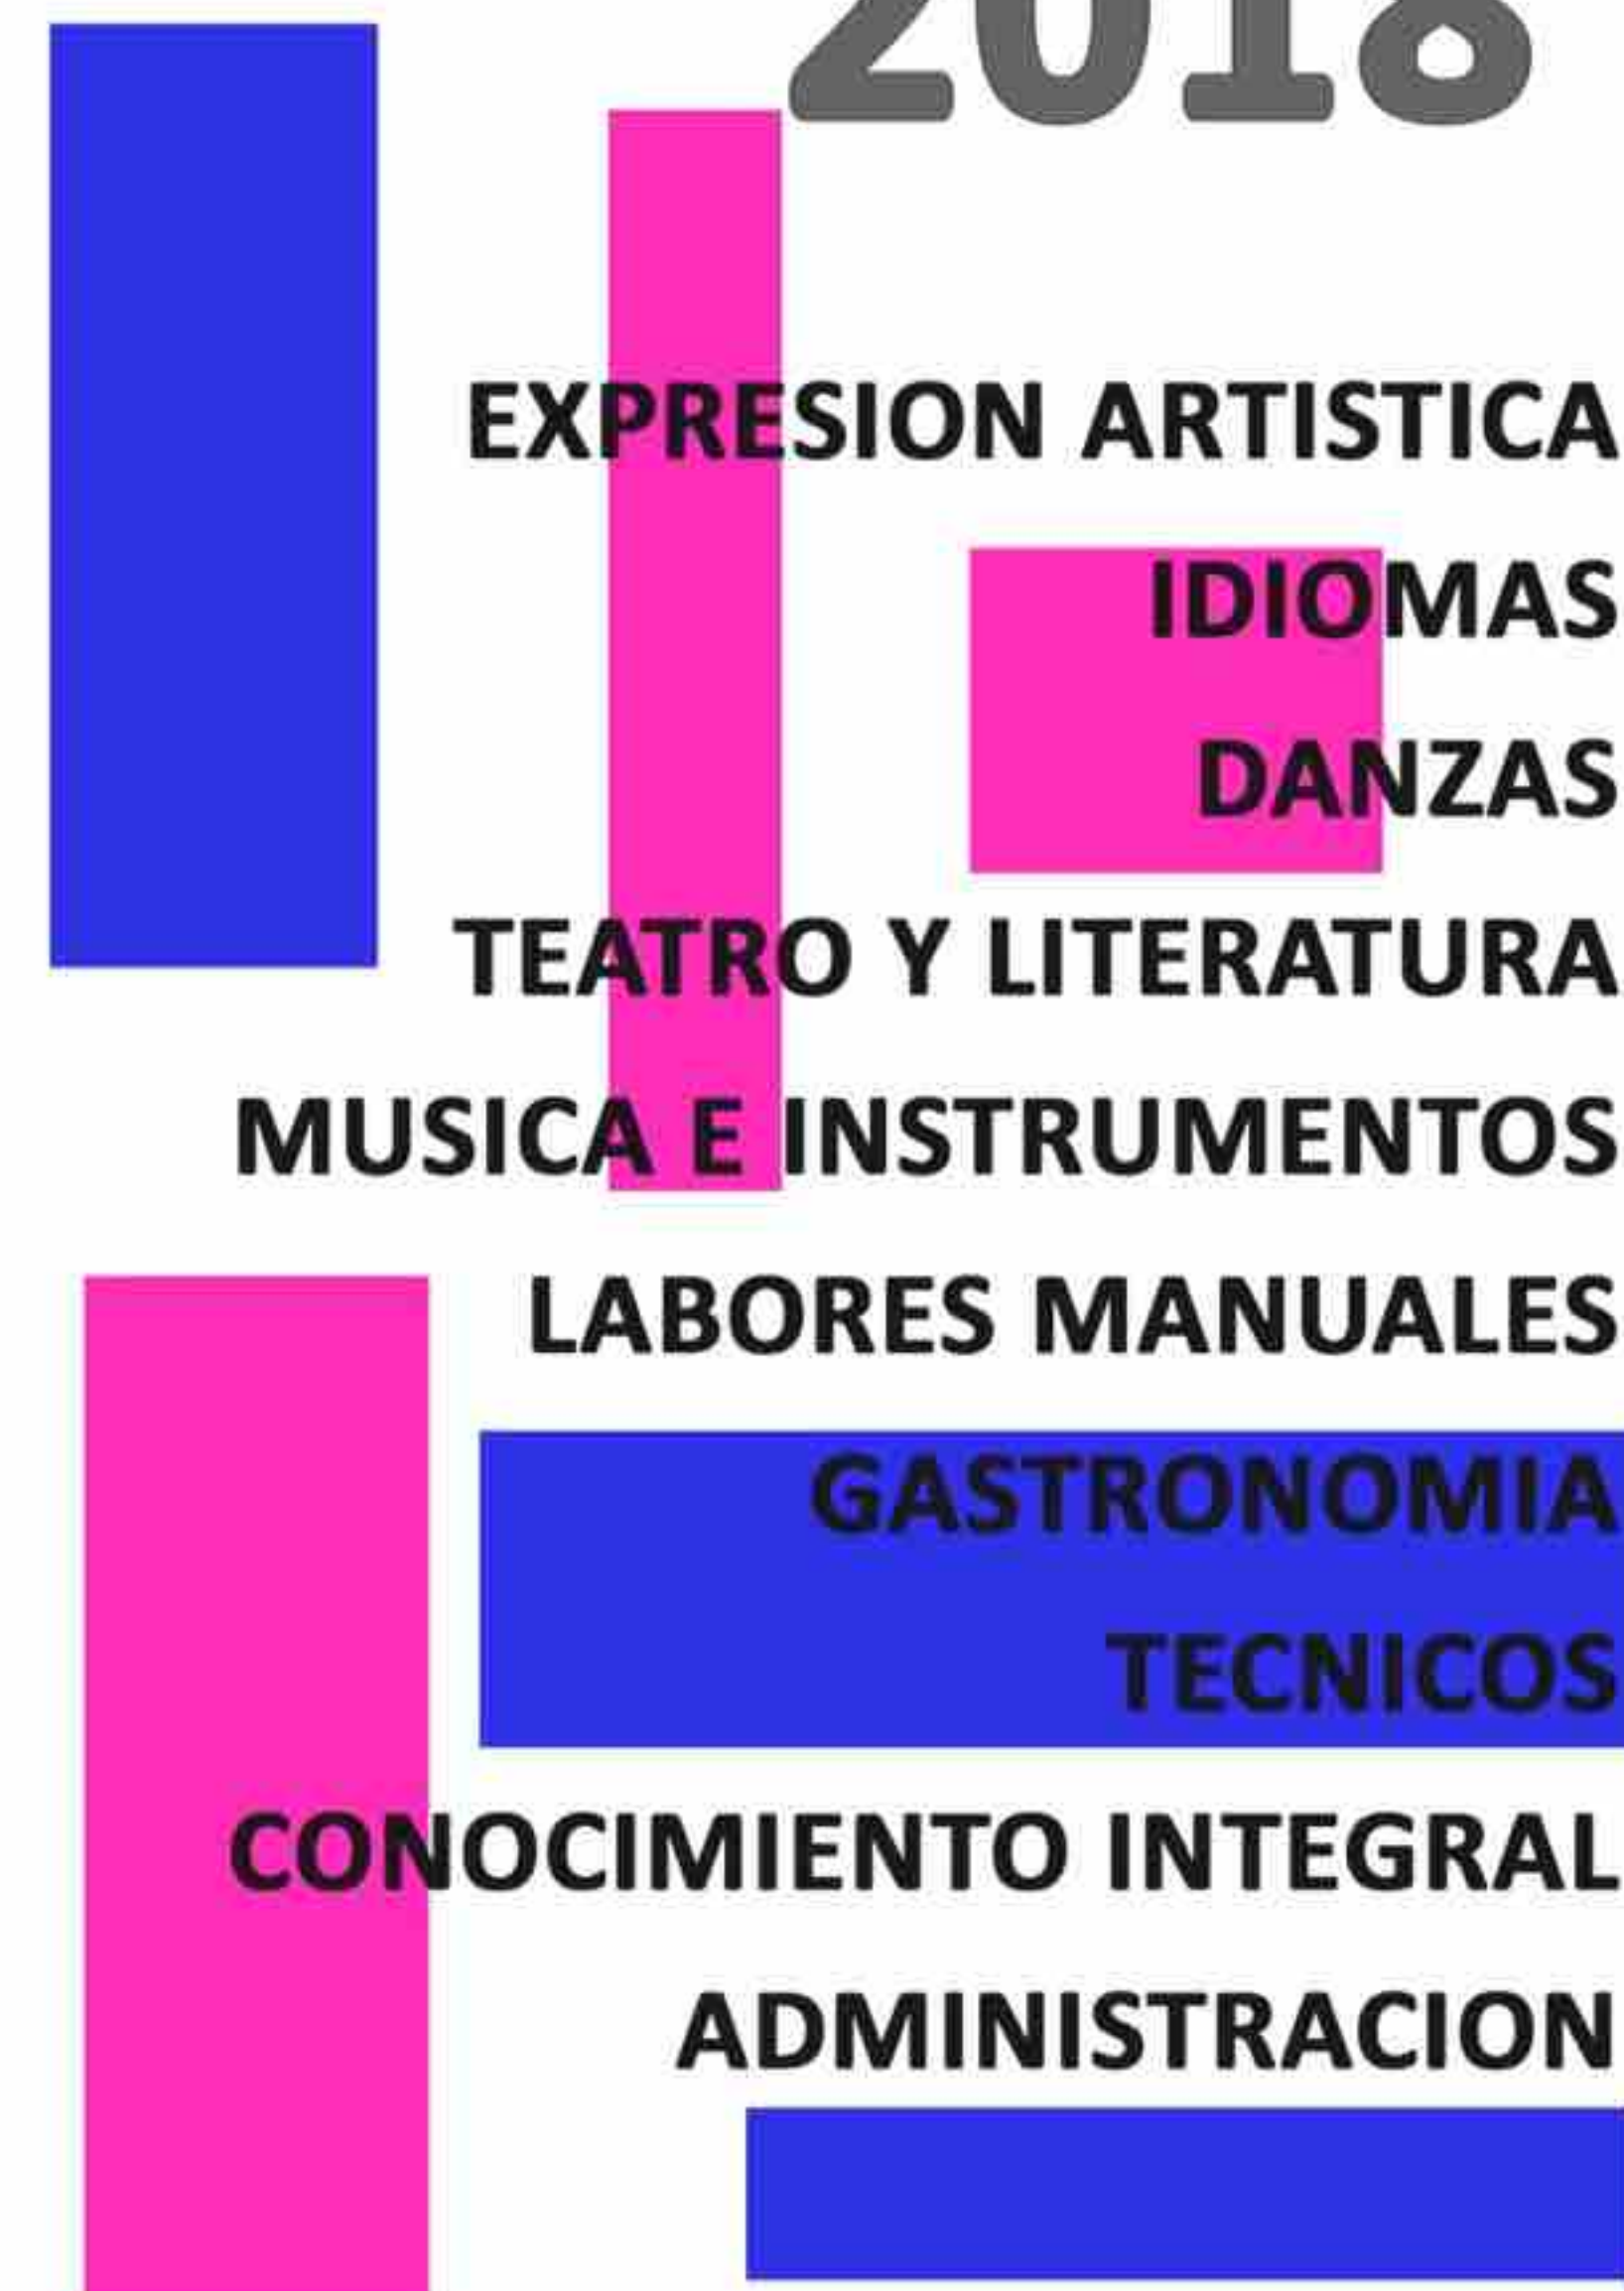 2018
EXPRESION ARTISTICA
IDIOMAS
DANZAS
TEATRO Y LITERATURA
MUSICA E INSTRUMENTOS
LABORES MANUALES
GASTRONOMIA
TECNICOS
CONOCIMIENTO INTEGRAL
ADMINISTRACION